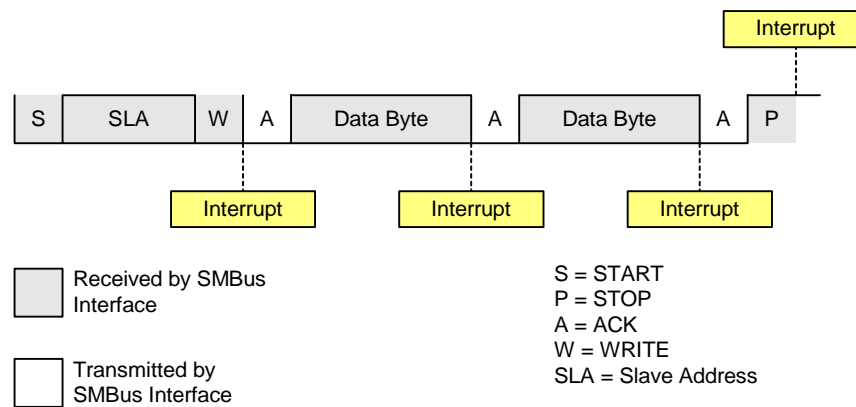 Interrupt
S
SLA
W
A
Data Byte
A
Data Byte
A
P
Interrupt
Interrupt
Interrupt
Received by SMBus
Interface
Transmitted by
SMBus Interface
S = START
P = STOP
A = ACK
W = WRITE
SLA = Slave Address